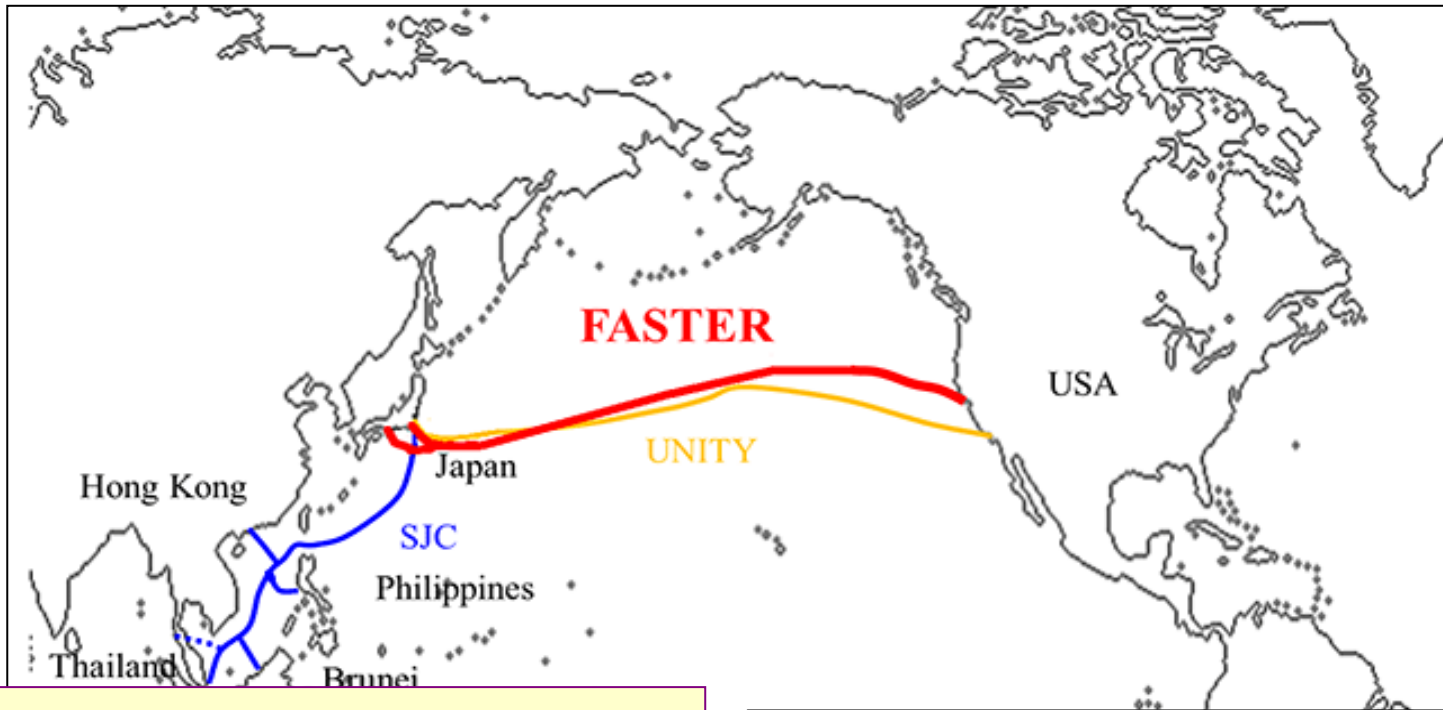 FASTER
USA
UNITY
Japan
Hong Kong
SJC
Philippines
Thailand
Brunei